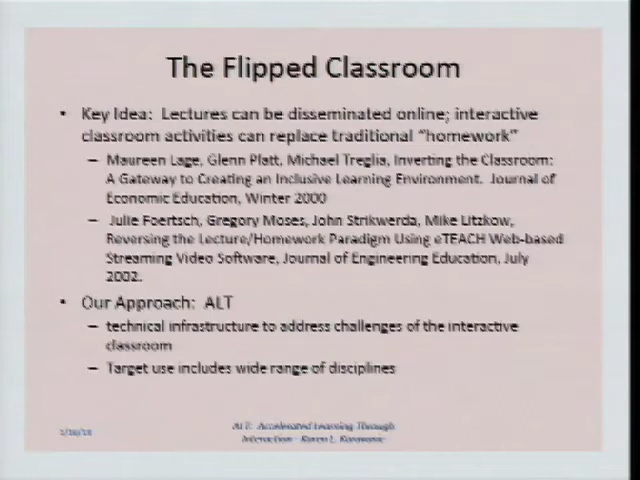 The Flipped Classroom
• Key Idea: Lectures can be disseminated online; interactive
classroom activities can replace traditional "homework"
– Maureen Lage, Glenn Platt, Michael Treglia, Inverting the Classroom:
A Gateway to Creating an Inclusive Learning Environment. Journal of
Economic Education, Winter 2000
– Julie Foertsch, Gregory Moses, John Strikwerda, Mike Litzkow,
Reversing the Lecture/Homework Paradigm Using eTEACH Web-based
Streaming Video Software, Journal of Engineering Education, July
2002.
• Our Approach: ALT
– technical infrastructure to address challenges of the interactive
classroom
– Target use includes wide range of disciplines
ALT: Accelerated Learning Through
Interaction - Karen L.